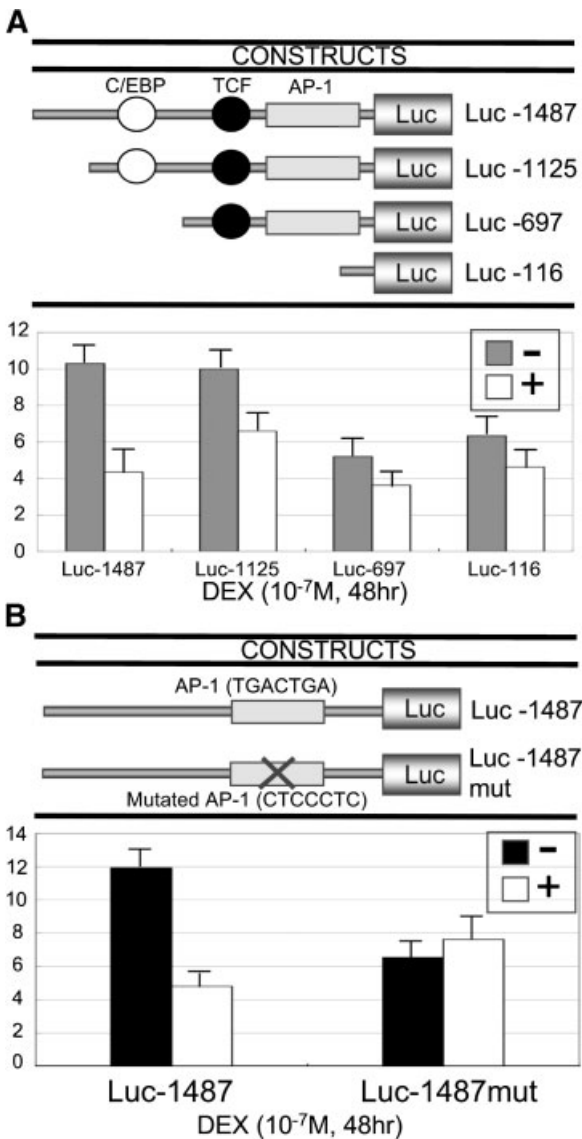 A
CONSTRUCTS
C/EBP TCF AP-1
Luc Luc -1487
Luc Luc -1125
Luc Luc -697
Luc Luc -116
12
10
8
6
4
2
0
-
+
Luc-1487 Luc-1125 Luc-697 Luc-116
DEX (10⁻⁷M, 48hr)
B
CONSTRUCTS
AP-1 (TGACTGA)
Luc Luc -1487
Luc Luc -1487
mut
Mutated AP-1 (CTCCCTC)
14
12
10
8
6
4
2
0
-
+
Luc-1487 Luc-1487mut
DEX (10⁻⁷M, 48hr)